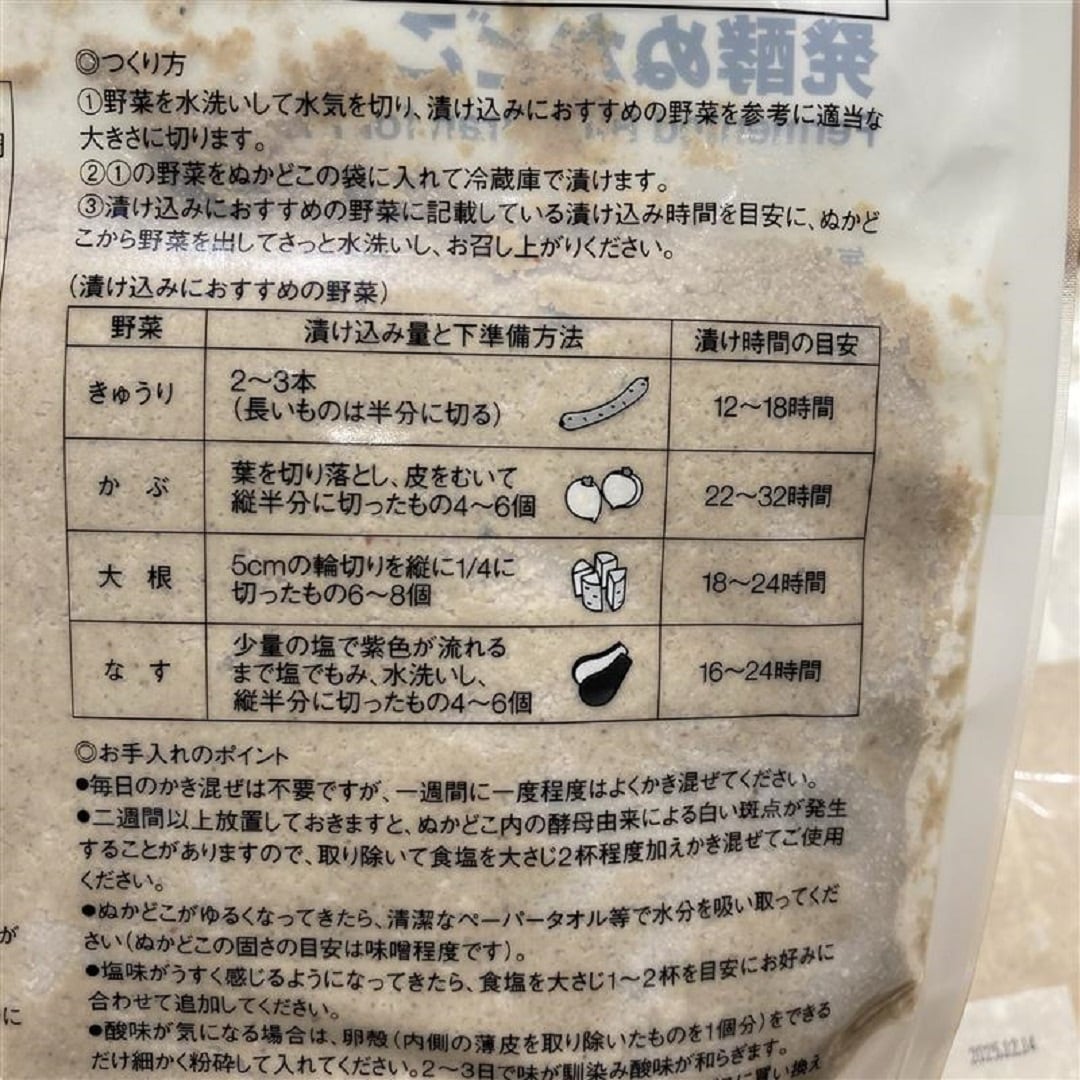 発酵ぬかどこ
◎つくり方
①野菜を水洗いして水気を切り、漬け込みにおすすめの野菜を参考に適当な
大きさに切ります。
②①の野菜をぬかどこの袋に入れて冷蔵庫で漬けます。
③漬け込みにおすすめの野菜に記載している漬け込み時間を目安に、ぬかど
こから野菜を出してさっと水洗いし、お召し上がりください。
(漬け込みにおすすめの野菜)
野菜 漬け込み量と下準備方法 漬け時間の目安
きゅうり 2〜3本
(長いものは半分に切る) 12〜18時間
かぶ 葉を切り落とし、皮をむいて
縦半分に切ったもの4〜6個 22〜32時間
大根 5cmの輪切りを縦に1/4に
切ったもの6〜8個 18〜24時間
なす 少量の塩で紫色が流れる
まで塩でもみ、水洗いし、
縦半分に切ったもの4〜6個 16〜24時間
◎お手入れのポイント
●毎日のかき混ぜは不要ですが、一週間に一度程度はよくかき混ぜてください。
●二週間以上放置しておきますと、ぬかどこ内の酵母由来による白い斑点が発生
することがありますので、取り除いて食塩を大さじ2杯程度加えかき混ぜてご使用
ください。
●ぬかどこがゆるくなってきたら、清潔なペーパータオル等で水分を吸い取ってくだ
さい(ぬかどこの固さの目安は味噌程度です)。
●塩味がうすく感じるようになってきたら、食塩を大さじ1〜2杯を目安にお好みに
合わせて追加してください。
●酸味が気になる場合は、卵殻(内側の薄皮を取り除いたものを1個分)をできる
だけ細かく粉砕して入れてください。2〜3日で味が馴染み酸味が和らぎます。
に買い換え
が
に